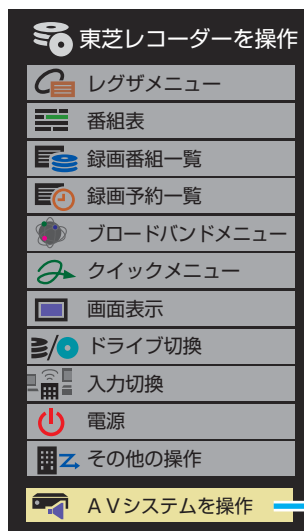 東芝レコーダーを操作
レグザメニュー
番組表
録画番組一覧
録画予約一覧
ブロードバンドメニュー
クイックメニュー
画面表示
ドライブ切換
入力切換
電源
その他の操作
AVシステムを操作